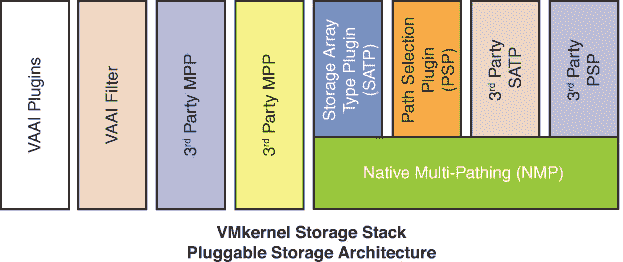 VAAI Plugins
VAAI Filter
3rd Party MPP
3rd Party MPP
Storage Array
Type Plugin
(SATP)
Path Selection
Plugin
(PSP)
3rd Party
SATP
3rd Party
PSP
Native Multi-Pathing (NMP)
VMkernel Storage Stack
Pluggable Storage Architecture